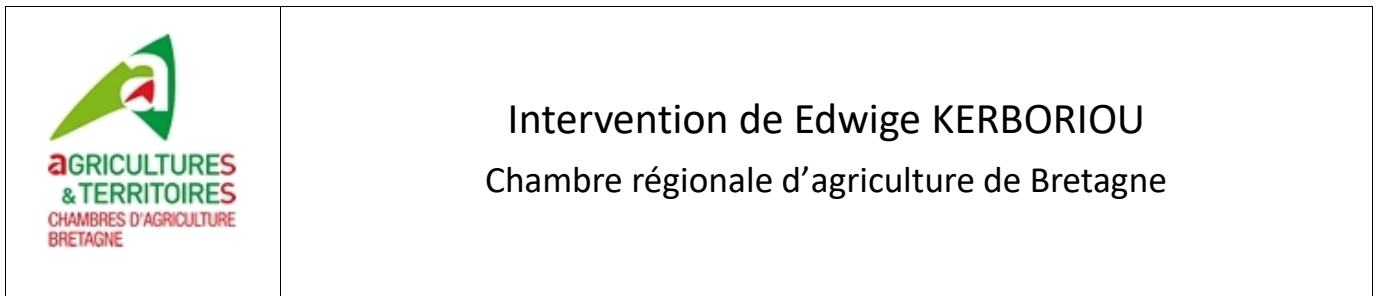 a
AGRICULTURES
& TERRITOIRES
CHAMBRES D'AGRICULTURE
BRETAGNE
Intervention de Edwige KERBORIOU
Chambre régionale d’agriculture de Bretagne